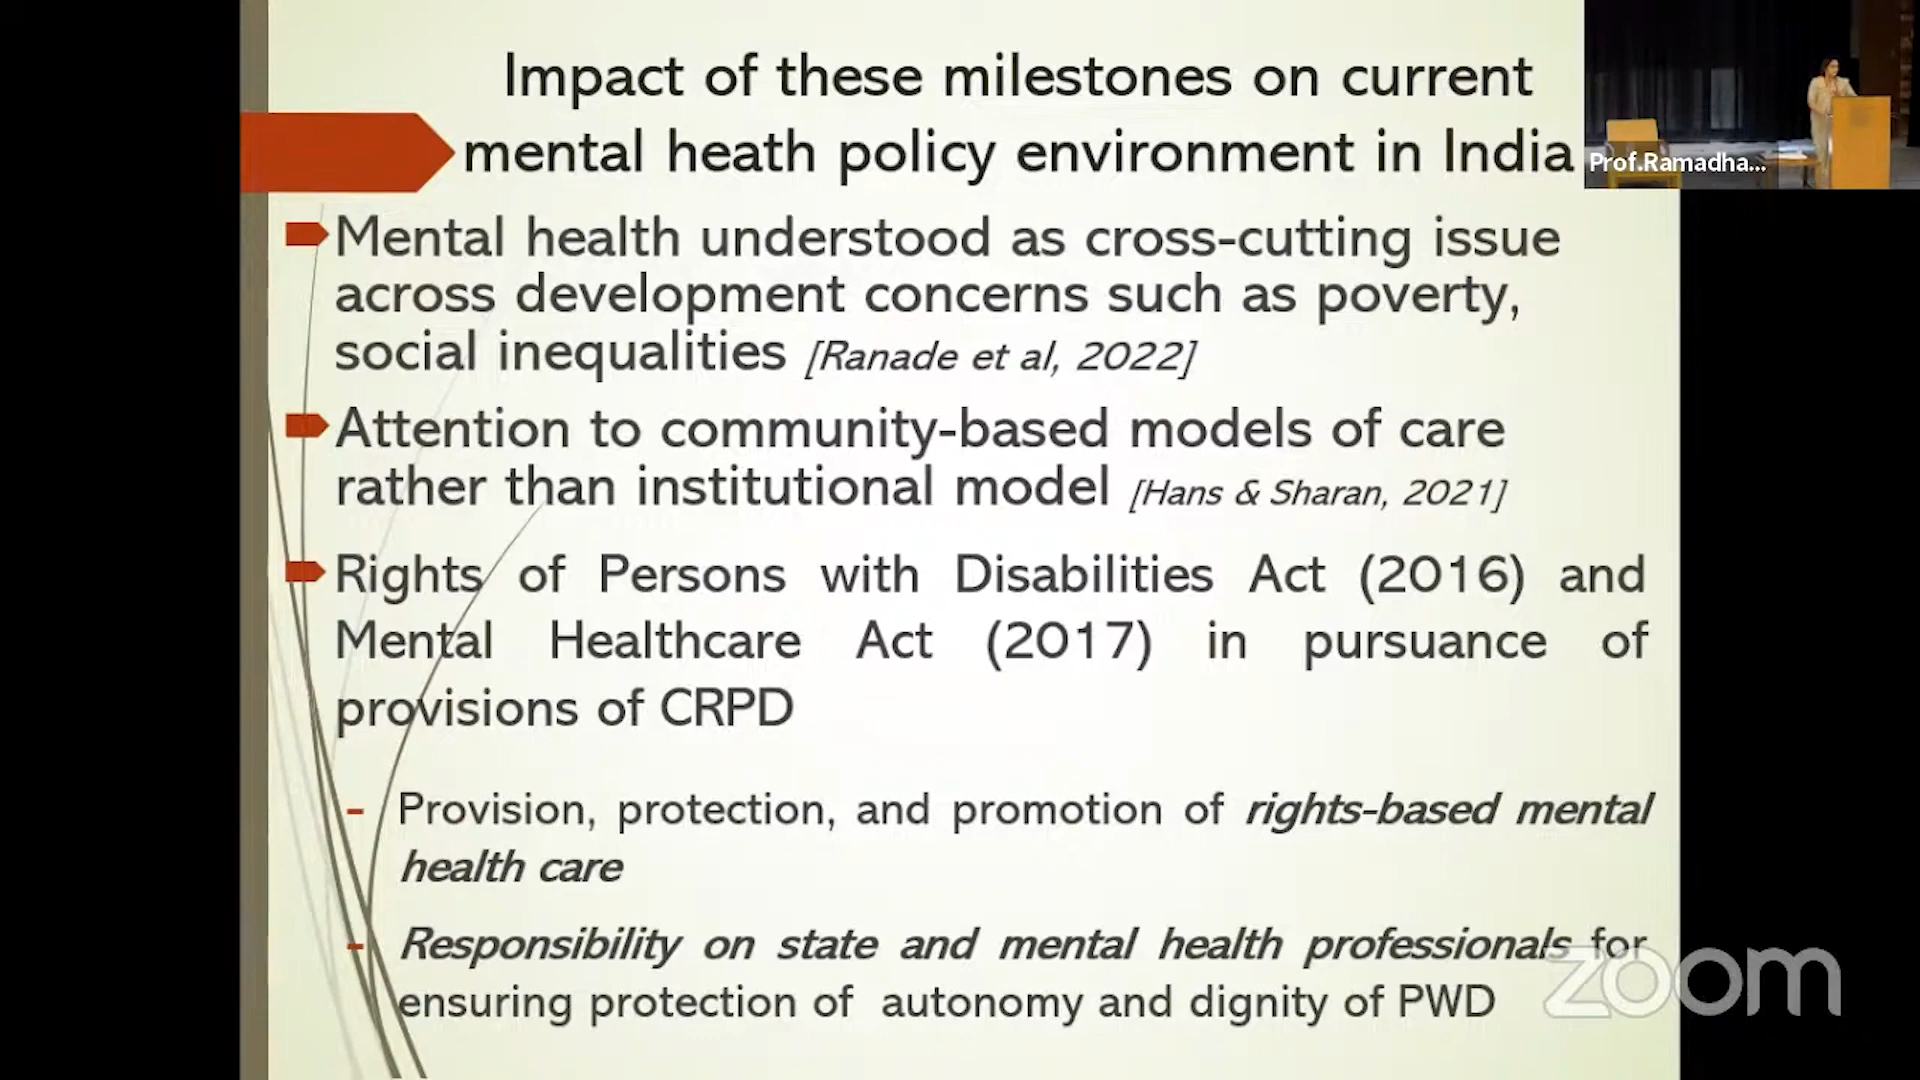 Impact of these milestones on current
mental heath policy environment in India
Prof.Ramadha...
Mental health understood as cross-cutting issue
across development concerns such as poverty,
social inequalities [Ranade et al, 2022]
Attention to community-based models of care
rather than institutional model [Hans & Sharan, 2021]
Rights of Persons with Disabilities Act (2016) and
Mental Healthcare Act (2017) in pursuance of
provisions of CRPD
- Provision, protection, and promotion of rights-based mental
health care
- Responsibility on state and mental health professionals for
ensuring protection of autonomy and dignity of PWD
zoom